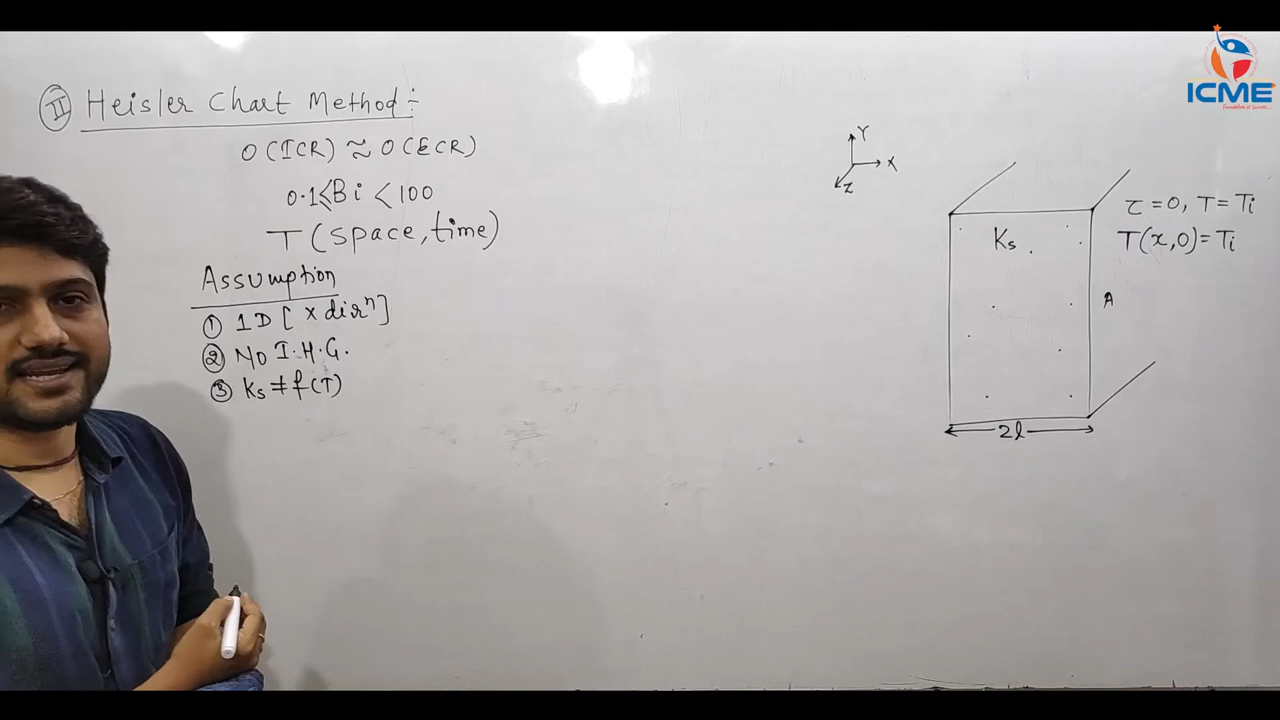 II Heisler Chart Method :-
O (ICR) ≈ O (ECR)
0.1 ≤ Bi < 100
T (space, time)
Assumption
① 1D [ x dirⁿ]
② No I.H.G.
③ Ks ≠ f(T)
Y
X
Z
Ks
τ = 0, T = Ti
T(x, 0) = Ti
A
2l
ICME